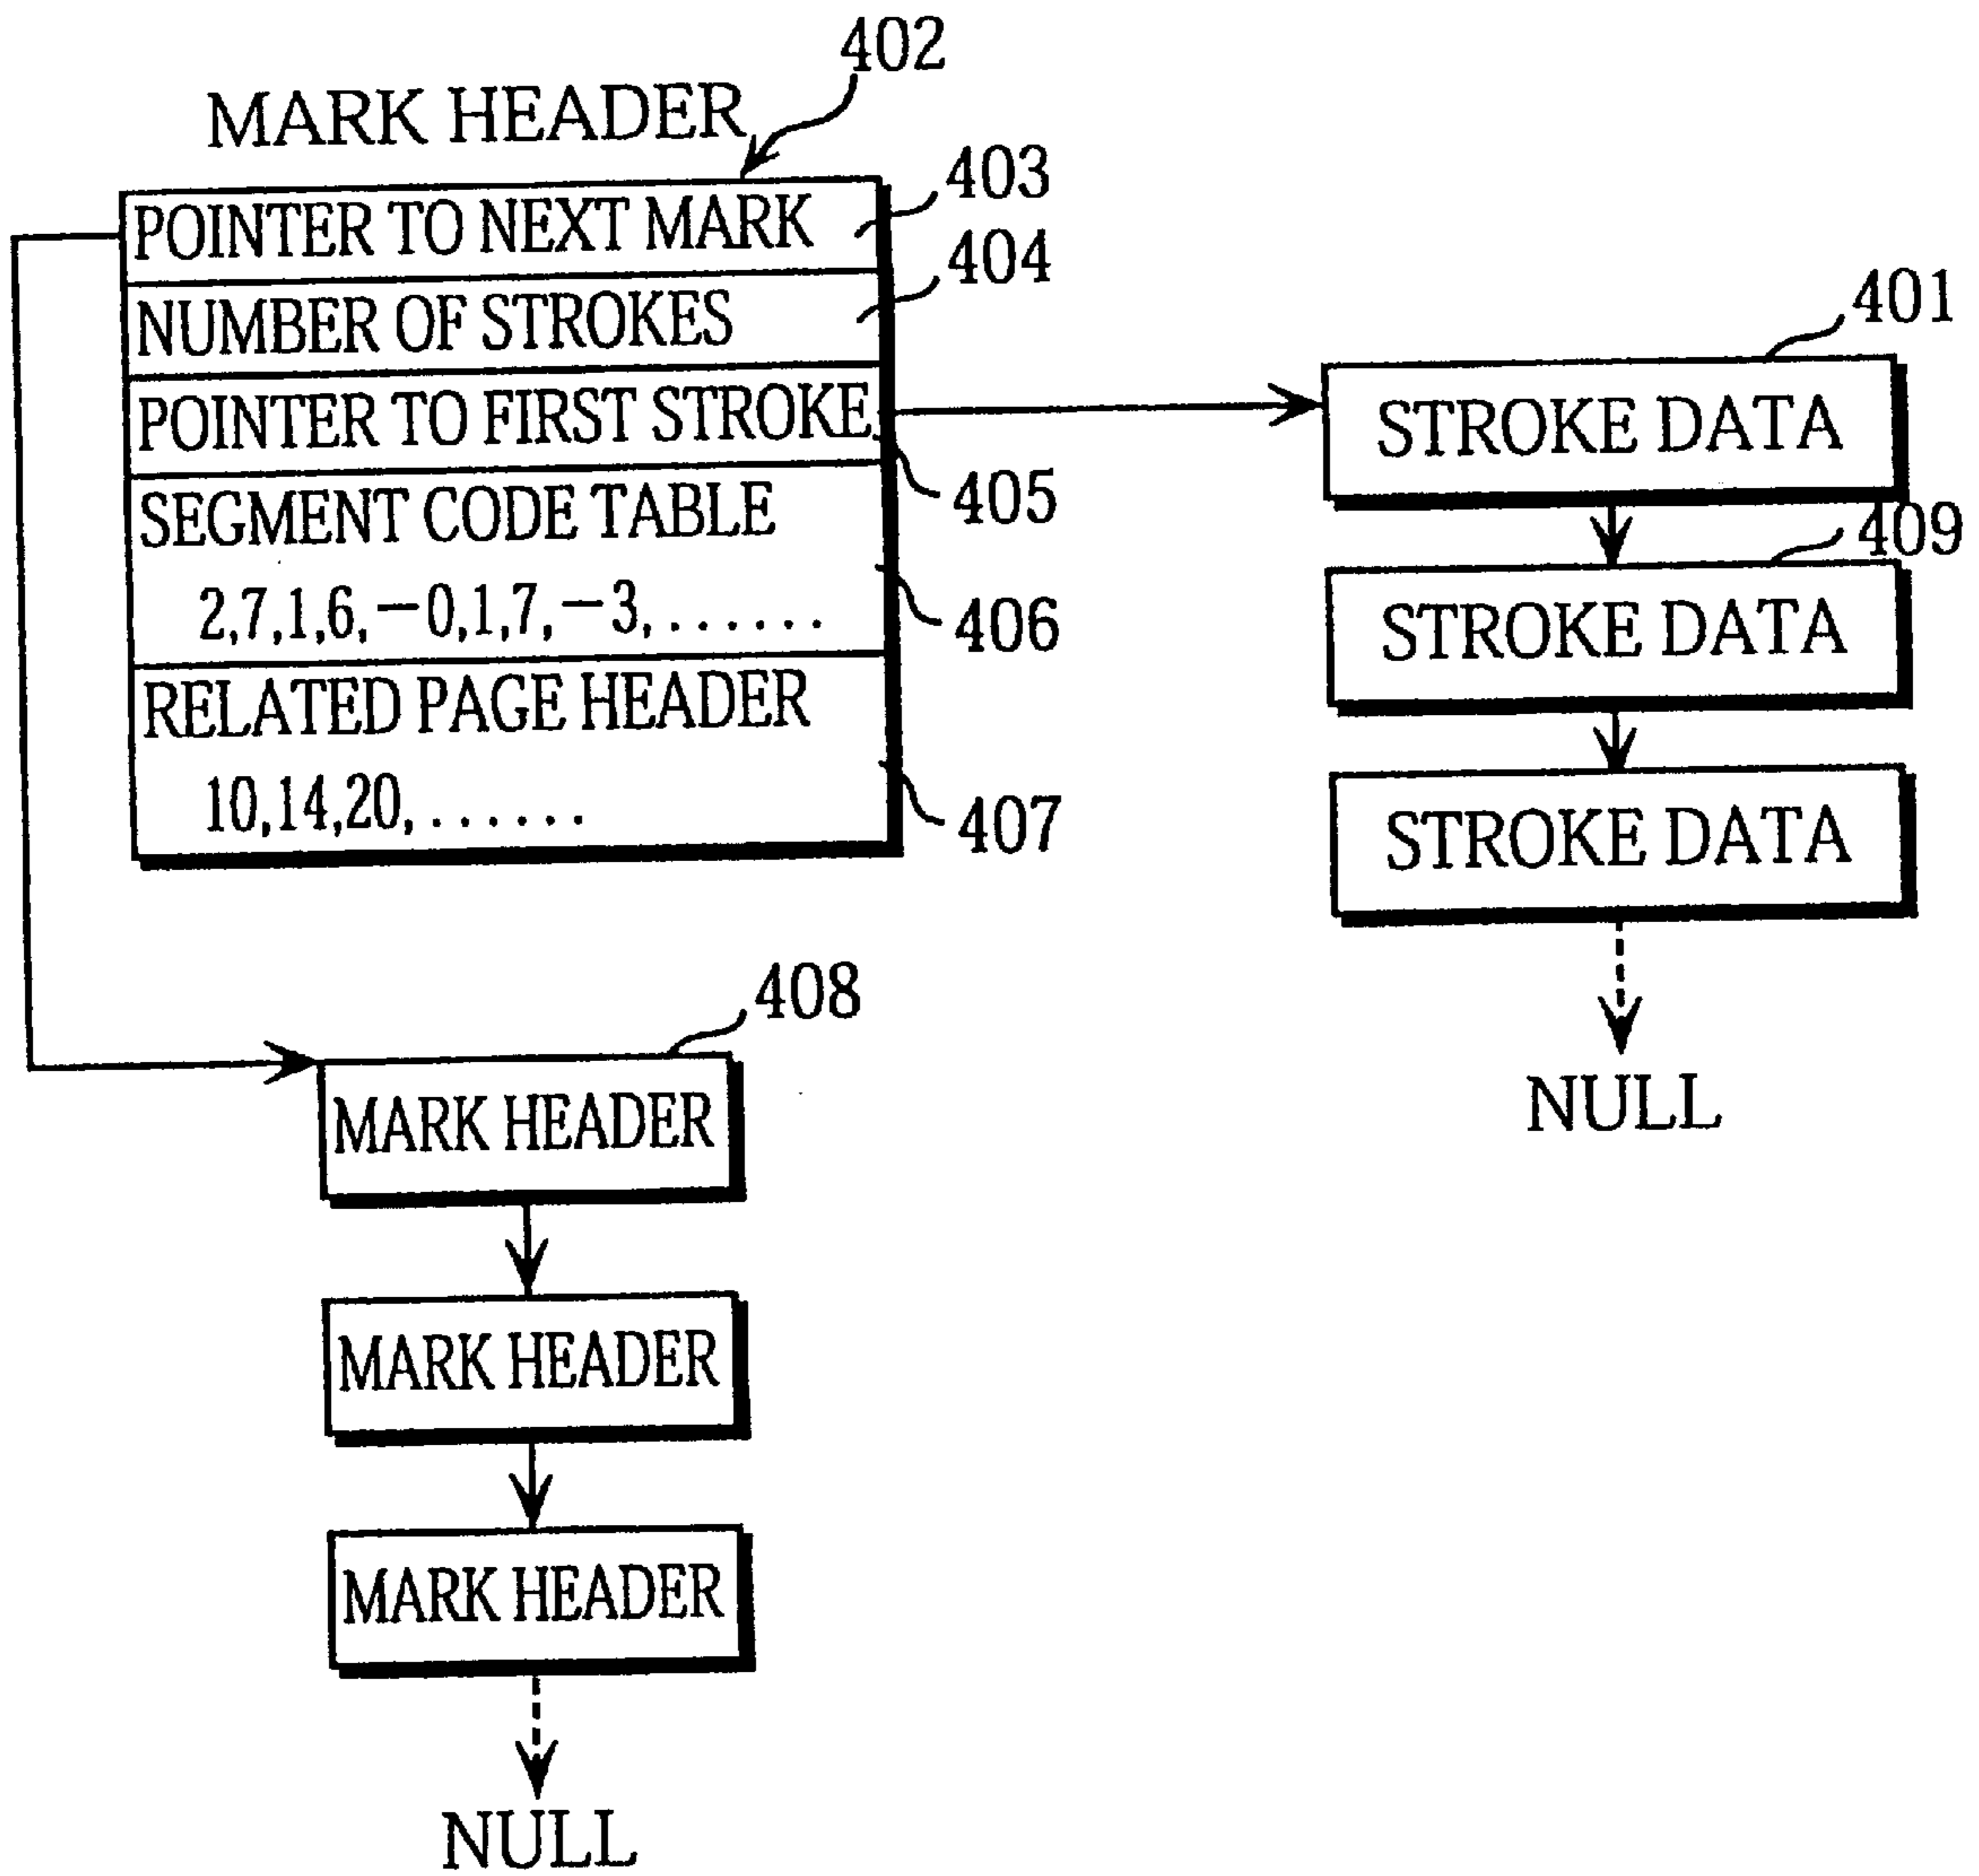 402
MARK HEADER
POINTER TO NEXT MARK
403
NUMBER OF STROKES
404
POINTER TO FIRST STROKE
405
SEGMENT CODE TABLE
2,7,1,6,—0,1,7,—3,.......
406
RELATED PAGE HEADER
10,14,20,......
407
401
STROKE DATA
409
STROKE DATA
STROKE DATA
NULL
408
MARK HEADER
MARK HEADER
MARK HEADER
NULL